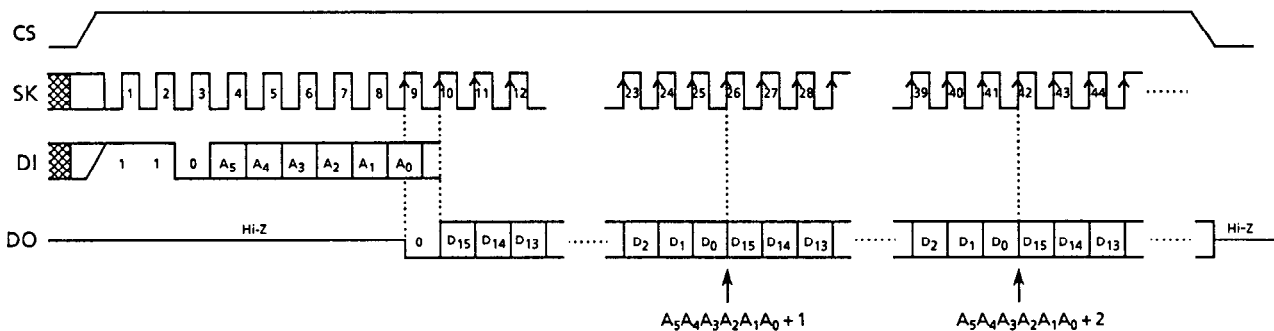 CS
SK 1 2 3 4 5 6 7 8 9 10 11 12 23 24 25 26 27 28 39 40 41 42 43 44 ......
DI 1 1 0 A5 A4 A3 A2 A1 A0
DO Hi-Z 0 D15 D14 D13 ...... D2 D1 D0 D15 D14 D13 ...... D2 D1 D0 D15 D14 D13 ...... Hi-Z
A5A4A3A2A1A0 + 1 A5A4A3A2A1A0 + 2